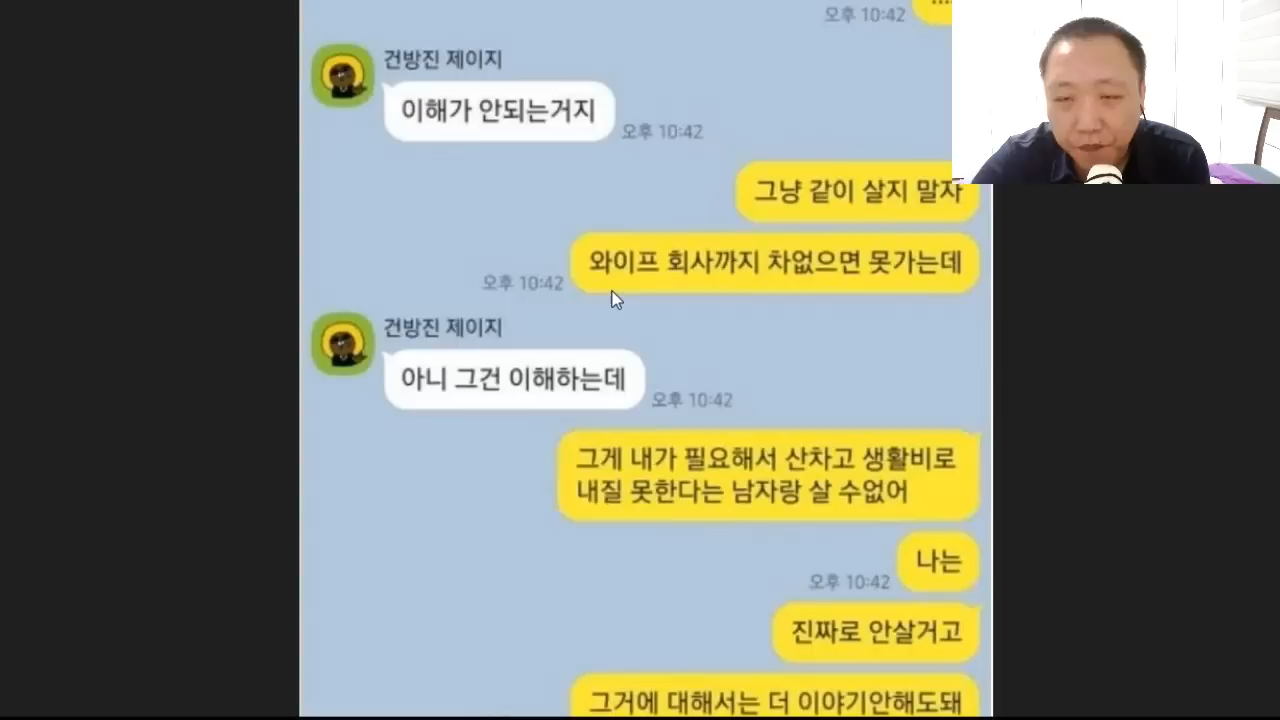 오후 10:42
건방진 제이지
이해가 안되는거지
오후 10:42
그냥 같이 살지 말자
와이프 회사까지 차없으면 못가는데
오후 10:42
건방진 제이지
아니 그건 이해하는데
오후 10:42
그게 내가 필요해서 산차고 생활비로
내질 못한다는 남자랑 살 수없어
나는
오후 10:42
진짜로 안살거고
그거에 대해서는 더 이야기안해도돼